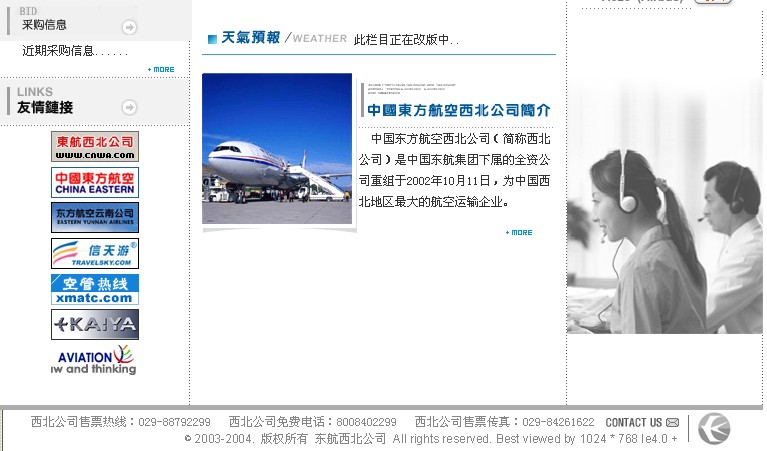 BID
采购信息
近期采购信息......
MORE
LINKS
友情鏈接
東航西北公司
www.cnwa.com
中國東方航空
CHINA EASTERN
东方航空云南公司
EASTERN YUNNAN AIRLINES
信天游®
TRAVELSKY.COM
空管热线
xmatc.com
KAIYA
AVIATION
w and thinking
天氣預報/WEATHER 此栏目正在改版中..
中國東方航空西北公司簡介
中国东方航空西北公司(简称西北
公司)是中国东航集团下属的全资公
司重组于2002年10月11日，为中国西
北地区最大的航空运输企业。
MORE
西北公司售票热线：029-88792299 西北公司免费电话：8008402299 西北公司售票传真：029-84261622 CONTACT US
© 2003-2004. 版权所有 东航西北公司 All rights reserved. Best viewed by 1024 * 768 Ie4.0 +